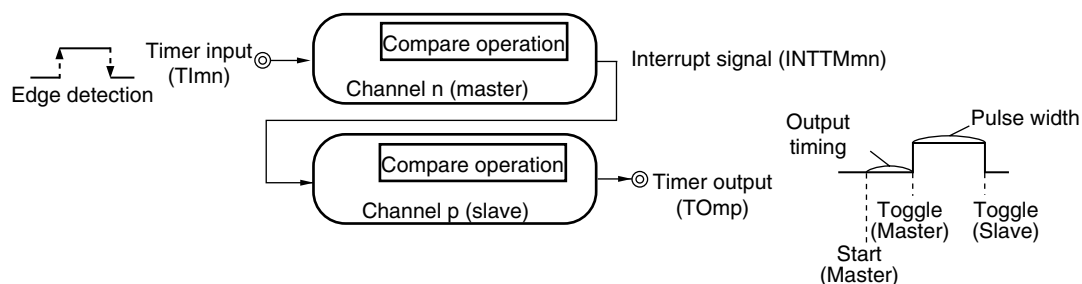 Edge detection
Timer input
(TImn)
Compare operation
Channel n (master)
Interrupt signal (INTTMmn)
Compare operation
Channel p (slave)
Timer output
(TOmp)
Output
timing
Pulse width
Toggle
(Master)
Toggle
(Slave)
Start
(Master)